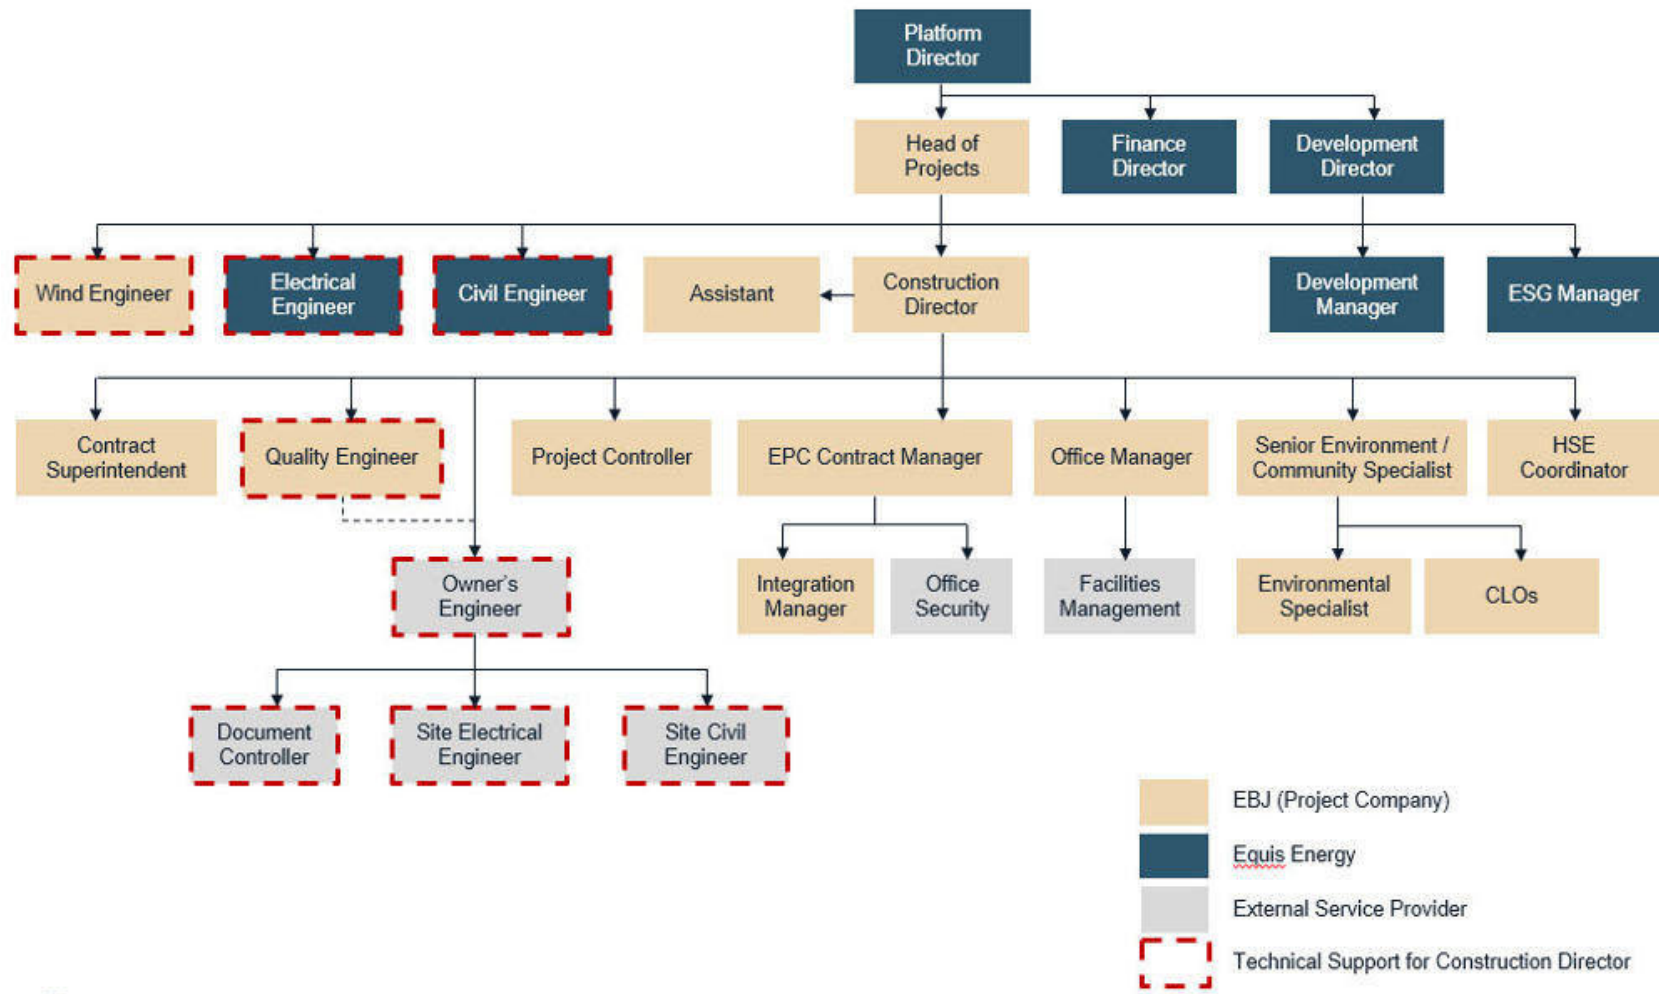 Platform
Director
Head of
Projects
Finance
Director
Development
Director
Wind Engineer
Electrical
Engineer
Civil Engineer
Assistant
Construction
Director
Development
Manager
ESG Manager
Contract
Superintendent
Quality Engineer
Project Controller
EPC Contract Manager
Office Manager
Senior Environment /
Community Specialist
HSE
Coordinator
Owner's
Engineer
Integration
Manager
Office
Security
Facilities
Management
Environmental
Specialist
CLOs
Document
Controller
Site Electrical
Engineer
Site Civil
Engineer
EBJ (Project Company)
Equis Energy
External Service Provider
Technical Support for Construction Director